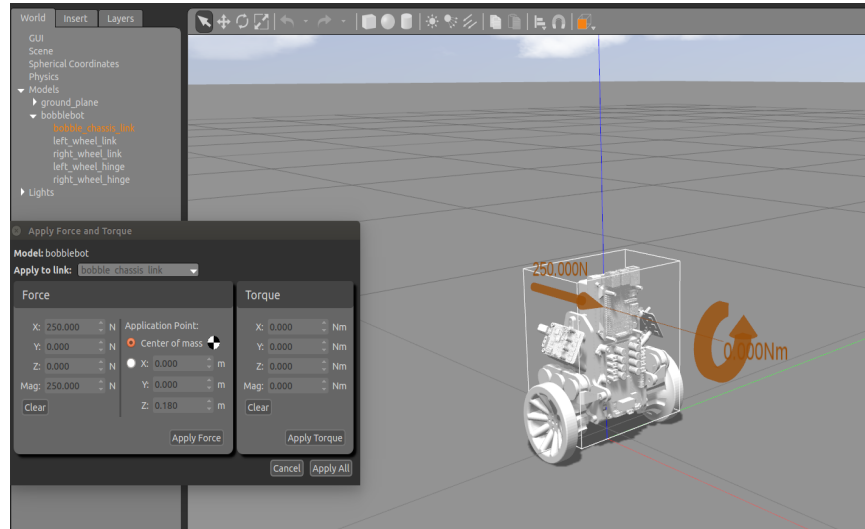 World Insert Layers
GUI
Scene
Spherical Coordinates
Physics
Models
ground_plane
bobblebot
bobble_chassis_link
left_wheel_link
right_wheel_link
left_wheel_hinge
right_wheel_hinge
Lights
Apply Force and Torque
Model: bobblebot
Apply to link: bobble_chassis_link
Force
X: 250.000 N
Y: 0.000 N
Z: 0.000 N
Mag: 250.000 N
Clear
Application Point:
Center of mass
X: 0.000 m
Y: 0.000 m
Z: 0.180 m
Apply Force
Torque
X: 0.000 Nm
Y: 0.000 Nm
Z: 0.000 Nm
Mag: 0.000 Nm
Clear
Apply Torque
Cancel Apply All
250.000N
0.000Nm